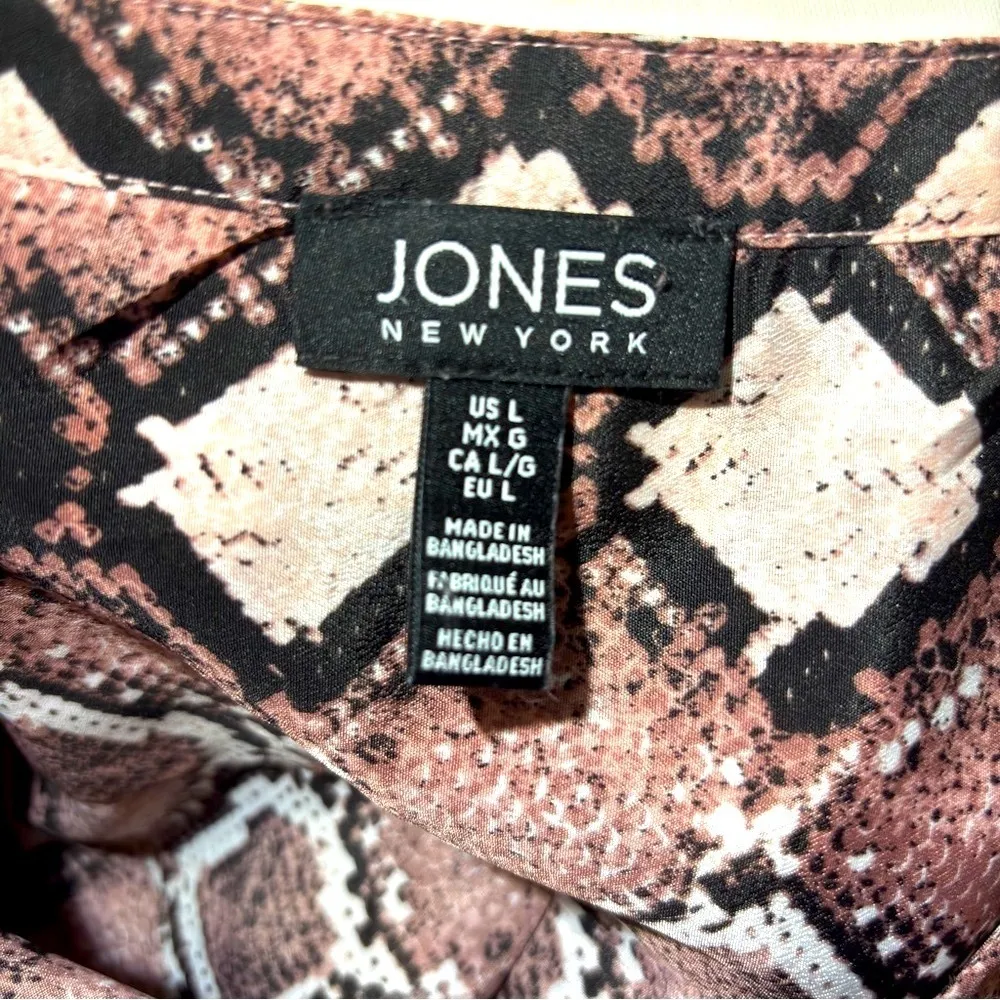 JONES
NEW YORK
US L
MX G
CA L/G
EU L
MADE IN
BANGLADESH
FABRIQUÉ AU
BANGLADESH
HECHO EN
BANGLADESH